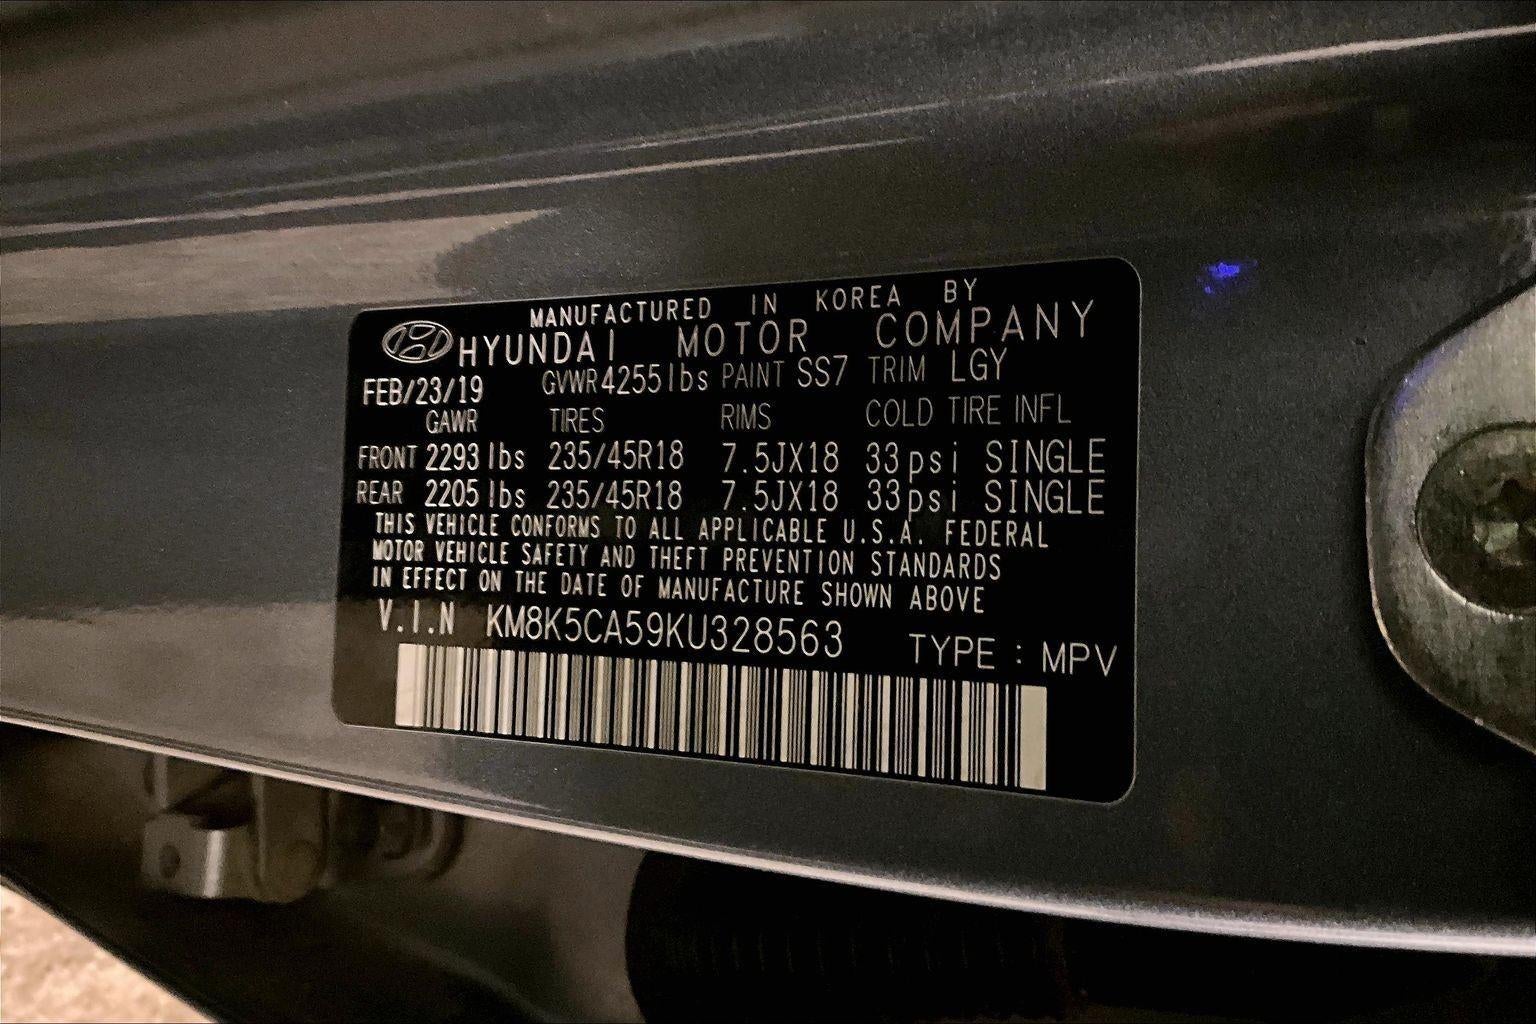 MANUFACTURED IN KOREA BY
HYUNDAI MOTOR COMPANY
FEB/23/19 GVWR 4255 lbs PAINT SS7 TRIM LGY
GAWR TIRES RIMS COLD TIRE INFL
FRONT 2293 lbs 235/45R18 7.5JX18 33psi SINGLE
REAR 2205 lbs 235/45R18 7.5JX18 33psi SINGLE
THIS VEHICLE CONFORMS TO ALL APPLICABLE U.S.A. FEDERAL
MOTOR VEHICLE SAFETY AND THEFT PREVENTION STANDARDS
IN EFFECT ON THE DATE OF MANUFACTURE SHOWN ABOVE
V.I.N KM8K5CA59KU328563 TYPE : MPV